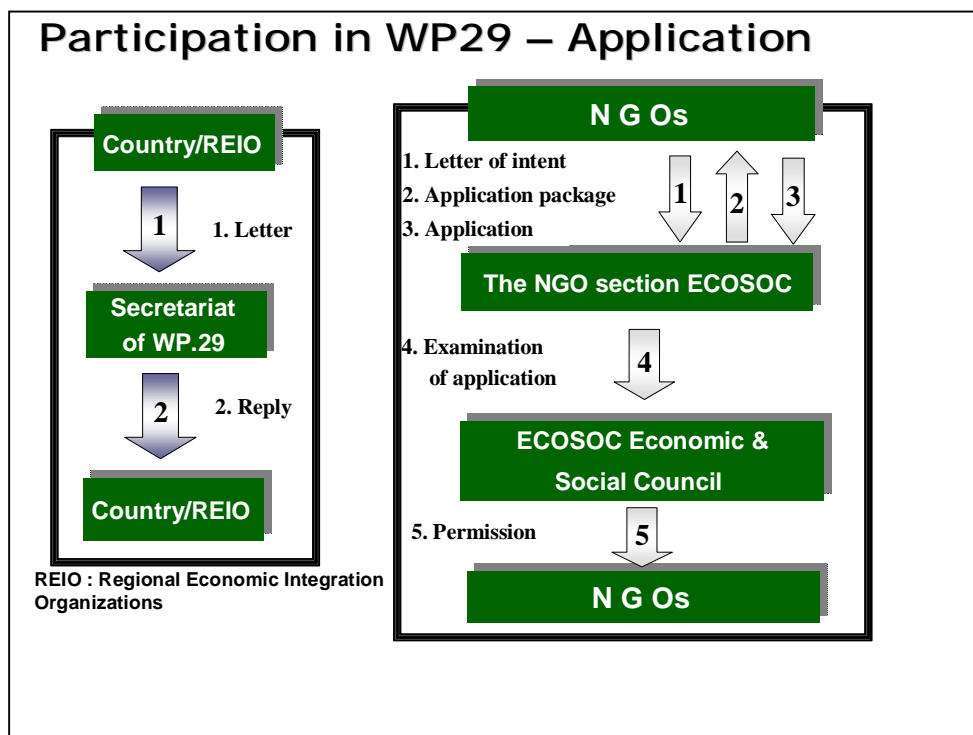 Participation in WP29 – Application
Country/REIO
1
1. Letter
Secretariat
of WP.29
2
2. Reply
Country/REIO
REIO : Regional Economic Integration
Organizations
N G Os
1. Letter of intent
2. Application package
3. Application
1
2
3
The NGO section ECOSOC
4. Examination
of application
4
ECOSOC Economic &
Social Council
5. Permission
5
N G Os